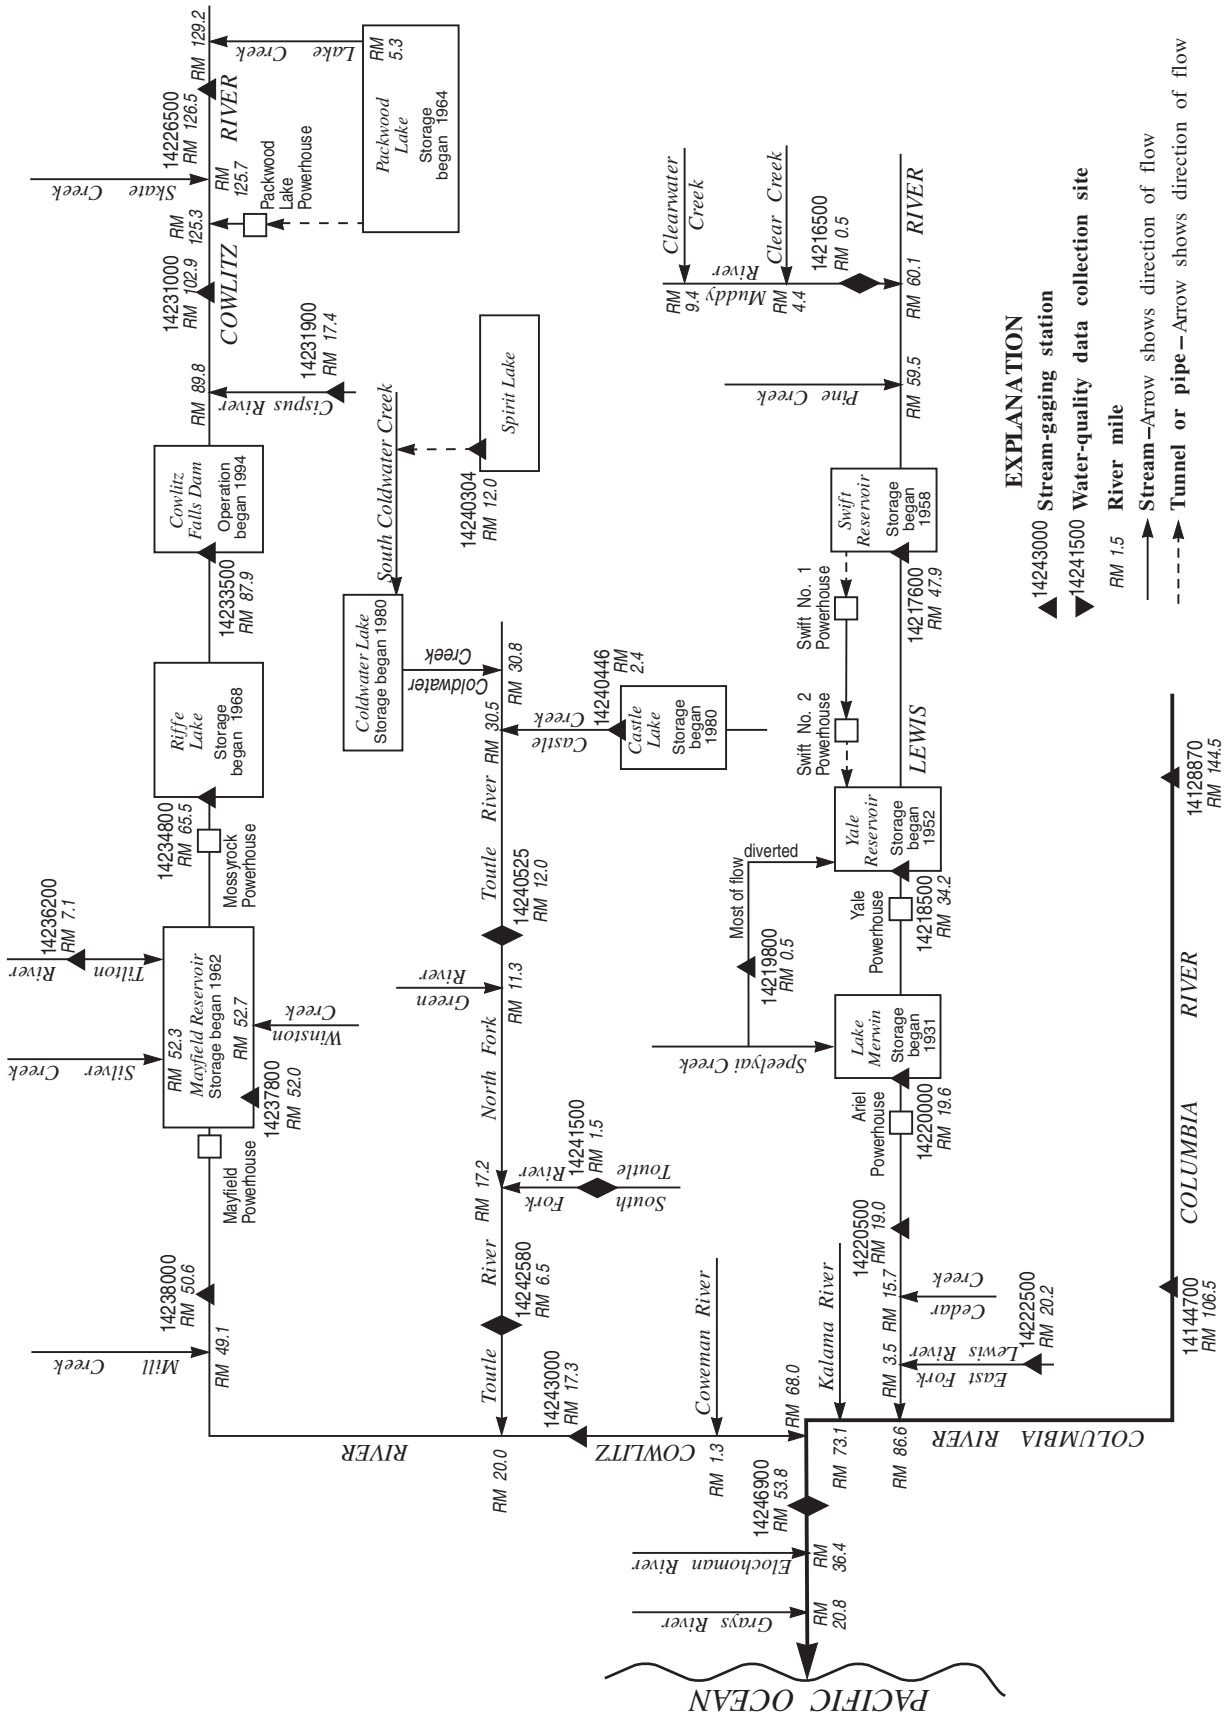 Creek
Skate
14226500
RM 126.5
RM 129.2
RIVER
Creek
Lake
RM
5.3
Packwood
Lake
Storage
began 1964
RM
125.7
Packwood
Lake
Powerhouse
RM
125.3
14231000
RM 102.9
COWLITZ
RM 89.8
Cispus River
14231900
RM 17.4
Cowlitz
Falls Dam
Operation
began 1994
14233500
RM 87.9
Riffe
Lake
Storage
began 1968
14234800
RM 65.5
Mossyrock
Powerhouse
14236200
RM 7.1
Tilton River
Silver Creek
RM 52.3
Mayfield Reservoir
Storage began 1962
RM 52.7
Winston
Creek
14237800
RM 52.0
Mayfield
Powerhouse
14238000
RM 50.6
Mill Creek
RM 49.1
RIVER
South Coldwater Creek
Spirit Lake
14240304
RM 12.0
Coldwater Lake
Storage began 1980
Coldwater
Creek
RM 30.8
RM 30.5
Castle
Creek
14240446
RM
2.4
Castle
Lake
Storage
began
1980
Toutle River
14240525
RM 12.0
Green
River
RM 11.3
North Fork
South Fork
Toutle River
14241500
RM 1.5
RM 17.2
Toutle River
14242580
RM 6.5
RM 20.0
14243000
RM 17.3
COWLITZ
Coweman River
RM 1.3
RM 68.0
Clearwater
Creek
Clear Creek
RM
9.4
Muddy
River
RM
4.4
14216500
RM 0.5
RIVER
RM 60.1
Pine Creek
RM 59.5
Swift
Reservoir
Storage
began
1958
14217600
RM 47.9
Swift No. 1
Powerhouse
Swift No. 2
Powerhouse
LEWIS
Yale
Reservoir
Storage
began
1952
Most of flow
diverted
14219800
RM 0.5
Speelyai Creek
Yale
Powerhouse
14218500
RM 34.2
Lake
Merwin
Storage
began
1931
Ariel
Powerhouse
14220000
RM 19.6
14220500
RM 19.0
Cedar
Creek
RM 15.7
RM 3.5
East Fork
Lewis River
14222500
RM 20.2
Kalama River
RM 73.1
RM 86.6
COLUMBIA RIVER
COLUMBIA RIVER
14128870
RM 144.5
14144700
RM 106.5
14246900
RM 53.8
Elochoman River
RM
36.4
Grays River
RM
20.8
PACIFIC OCEAN
EXPLANATION
14243000 Stream-gaging station
14241500 Water-quality data collection site
RM 1.5 River mile
Stream—Arrow shows direction of flow
Tunnel or pipe—Arrow shows direction of flow